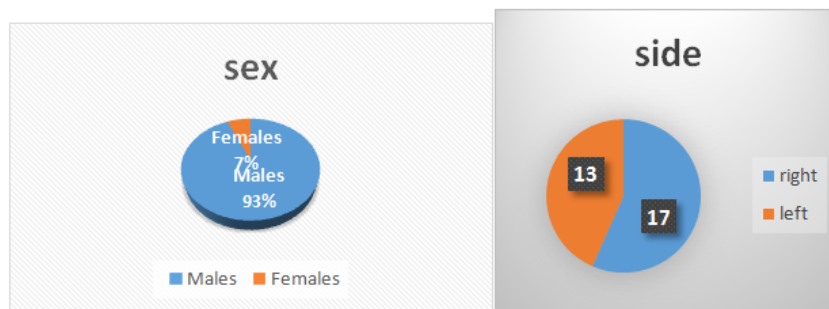 sex
Females
7%
Males
93%
Males Females
side
13
17
right
left